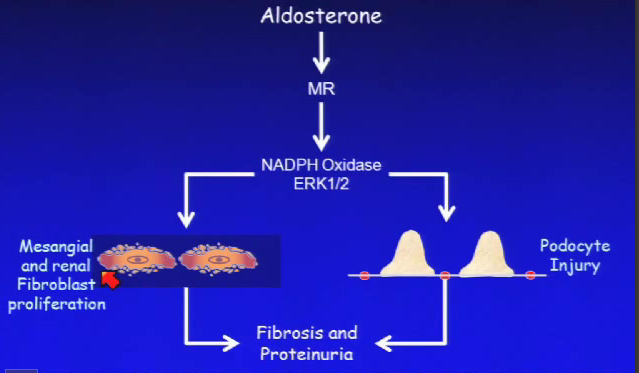 Aldosterone
MR
NADPH Oxidase
ERK1/2
Mesangial
and renal
Fibroblast
proliferation
Podocyte
Injury
Fibrosis and
Proteinuria